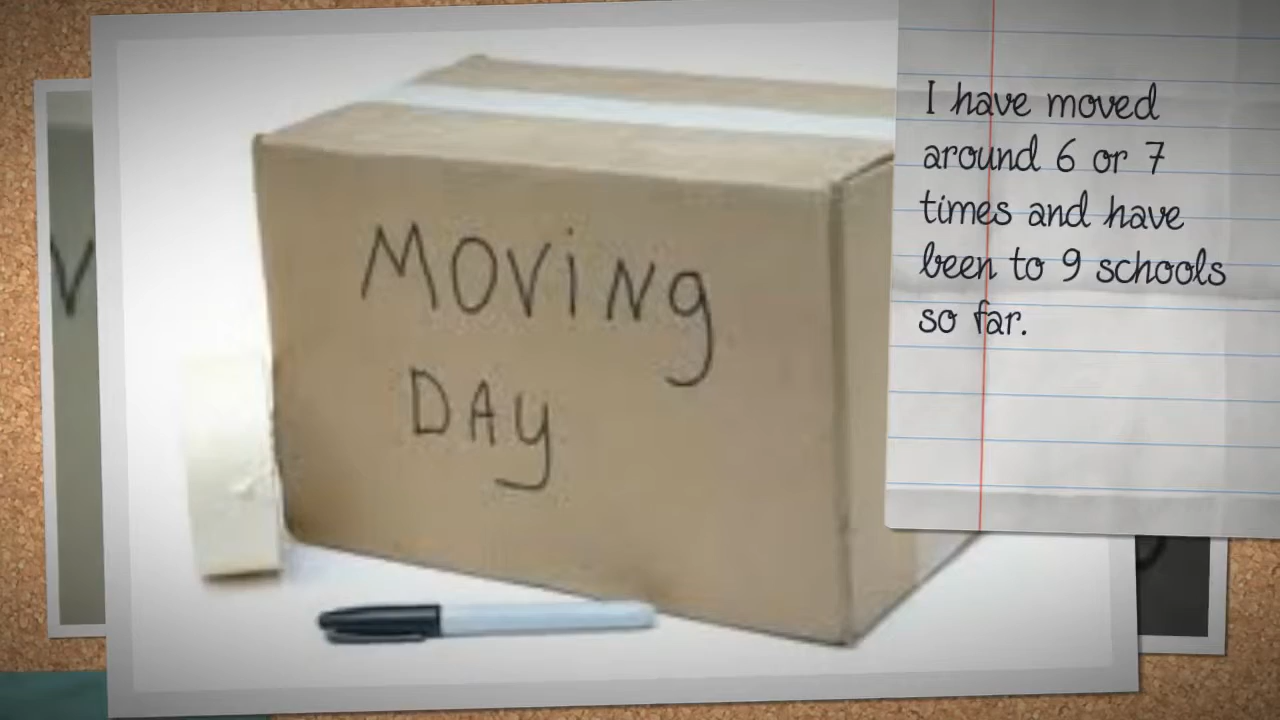 MOViNg
DAy
I have moved
around 6 or 7
times and have
been to 9 schools
so far.